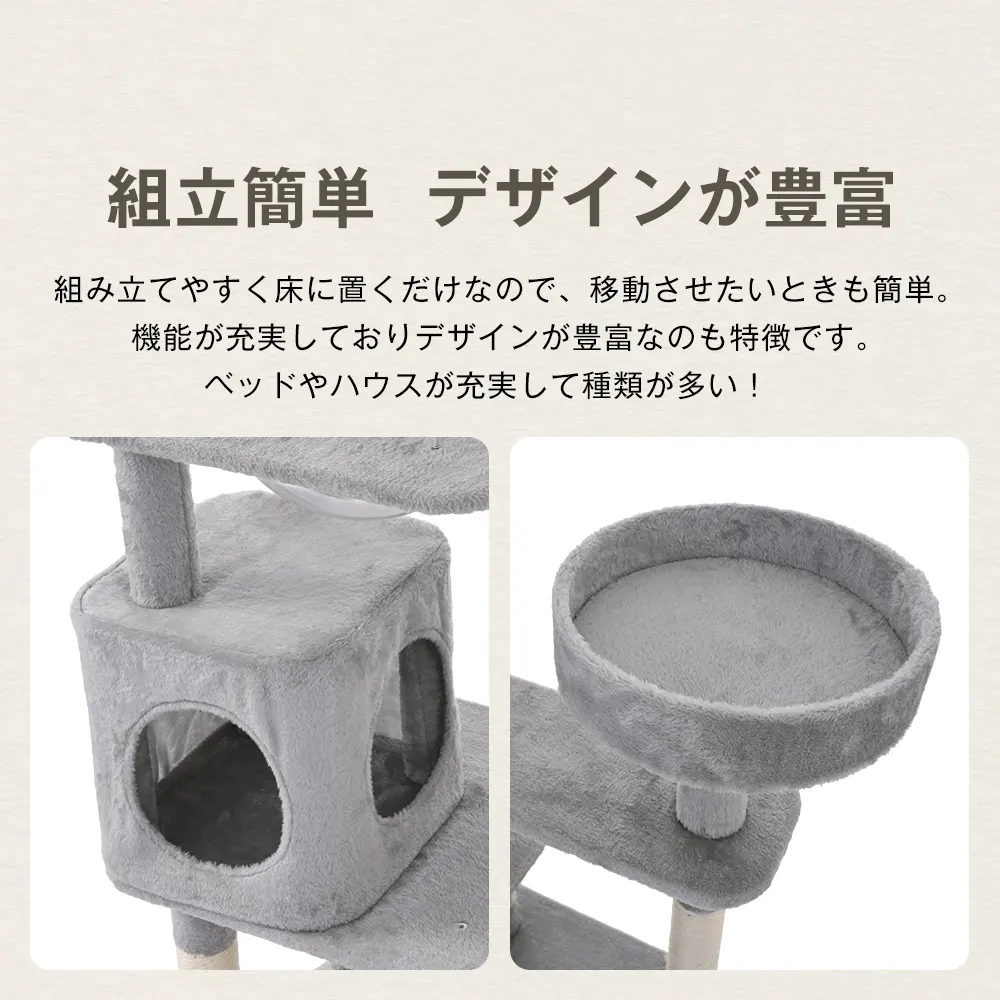 組立簡単 デザインが豊富
組み立てやすく床に置くだけなので、移動させたいときも簡単。
機能が充実しておりデザインが豊富なのも特徴です。
ベッドやハウスが充実して種類が多い！